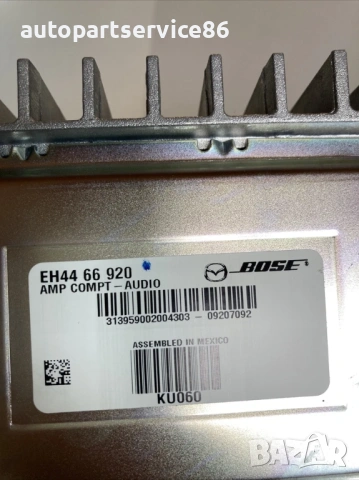 autopartservice86
EH44 66 920
AMP COMPT-AUDIO
BOSE
313959002004303 - 09207092
ASSEMBLED IN MEXICO
KU060
BAZAR